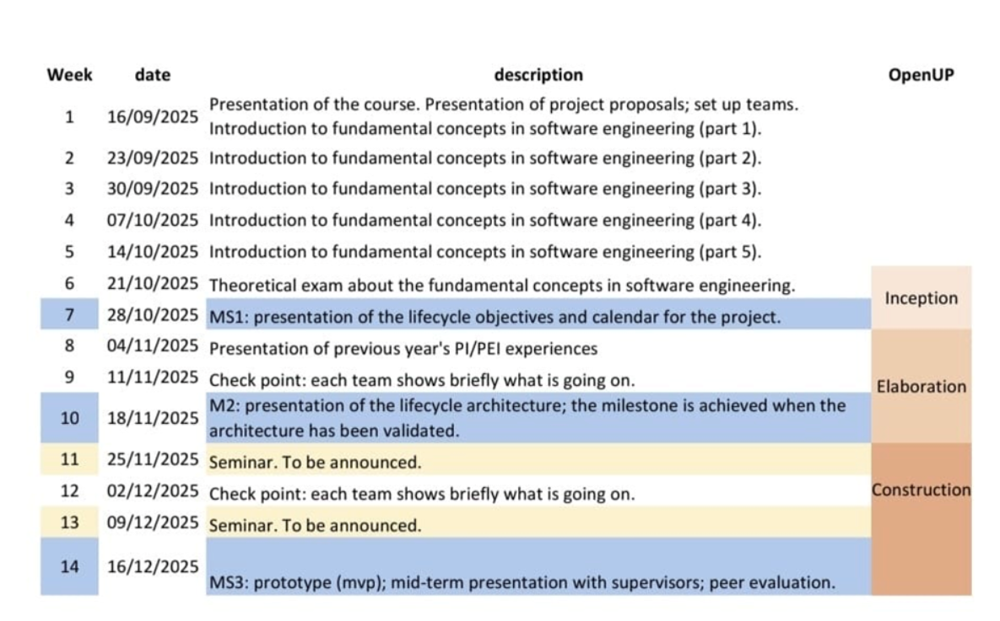 Week date description OpenUP
1 16/09/2025 Presentation of the course. Presentation of project proposals; set up teams.
Introduction to fundamental concepts in software engineering (part 1).
2 23/09/2025 Introduction to fundamental concepts in software engineering (part 2).
3 30/09/2025 Introduction to fundamental concepts in software engineering (part 3).
4 07/10/2025 Introduction to fundamental concepts in software engineering (part 4).
5 14/10/2025 Introduction to fundamental concepts in software engineering (part 5).
6 21/10/2025 Theoretical exam about the fundamental concepts in software engineering.
Inception
7 28/10/2025 MS1: presentation of the lifecycle objectives and calendar for the project.
8 04/11/2025 Presentation of previous year's PI/PEI experiences
9 11/11/2025 Check point: each team shows briefly what is going on.
Elaboration
10 18/11/2025 M2: presentation of the lifecycle architecture; the milestone is achieved when the
architecture has been validated.
11 25/11/2025 Seminar. To be announced.
12 02/12/2025 Check point: each team shows briefly what is going on.
Construction
13 09/12/2025 Seminar. To be announced.
14 16/12/2025 MS3: prototype (mvp); mid-term presentation with supervisors; peer evaluation.